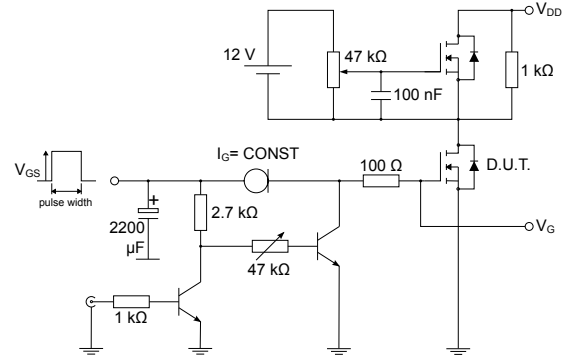 V_DD
12 V
47 kΩ
1 kΩ
100 nF
I_G= CONST
100 Ω
D.U.T.
V_GS
pulse width
+
2200
μF
2.7 kΩ
V_G
47 kΩ
1 kΩ